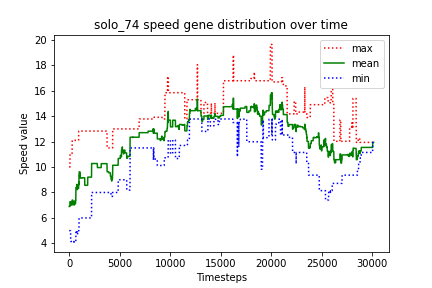 solo_74 speed gene distribution over time
20
18
16
14
12
10
8
6
4
Speed value
max
mean
min
0 5000 10000 15000 20000 25000 30000
Timesteps